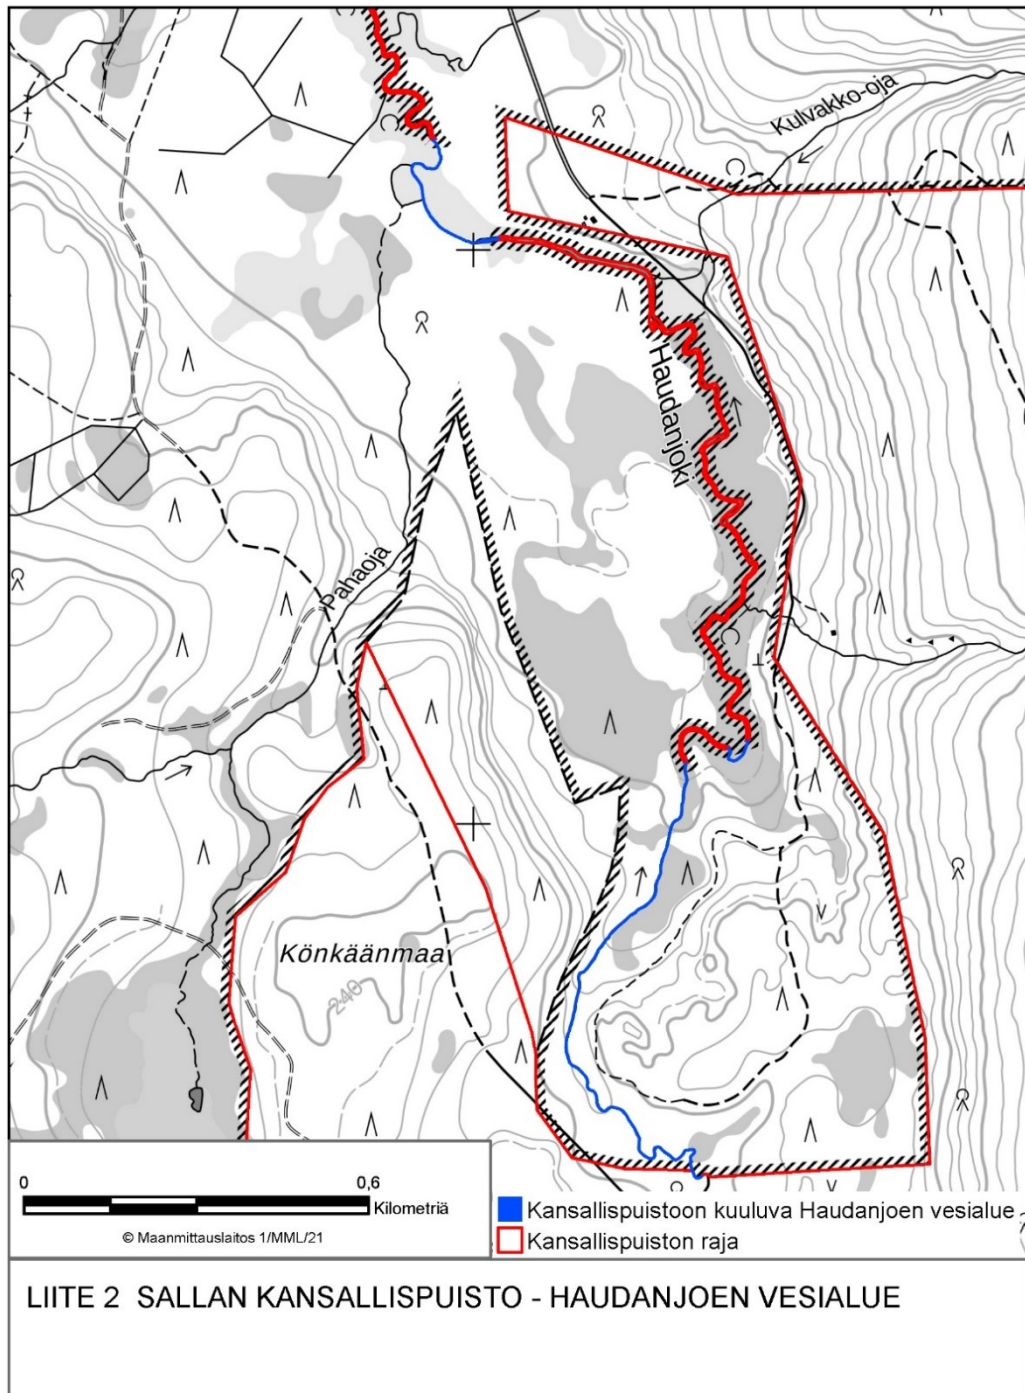 Kulvakko-oja
Haudanjoki
Pahaoja
Könkäänmaa
240
0
0,6
Kilometriä
© Maanmittauslaitos 1/MML/21
Kansallispuistoon kuuluva Haudanjoen vesialue
Kansallispuiston raja
LIITE 2 SALLAN KANSALLISPUISTO - HAUDANJOEN VESIALUE